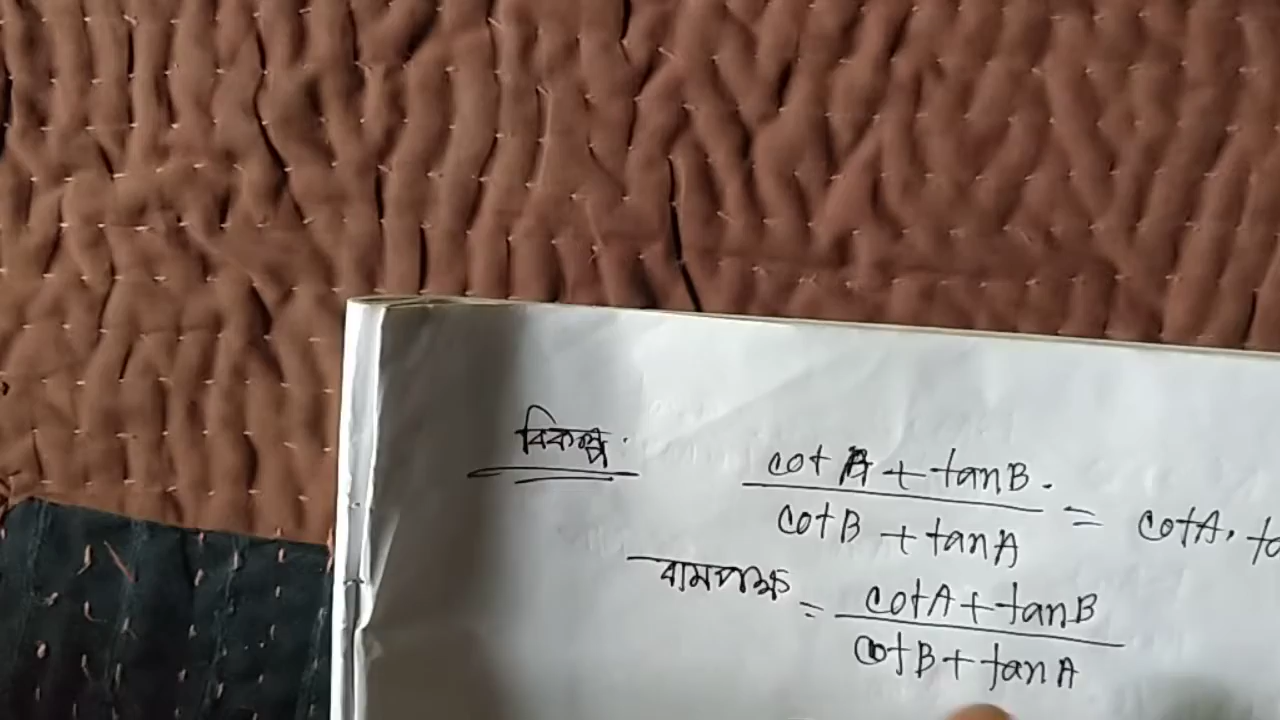 বিকল্প.
cot A + tan B. / cot B + tan A = cot A. ta
বামপক্ষ = cot A + tan B / cot B + tan A